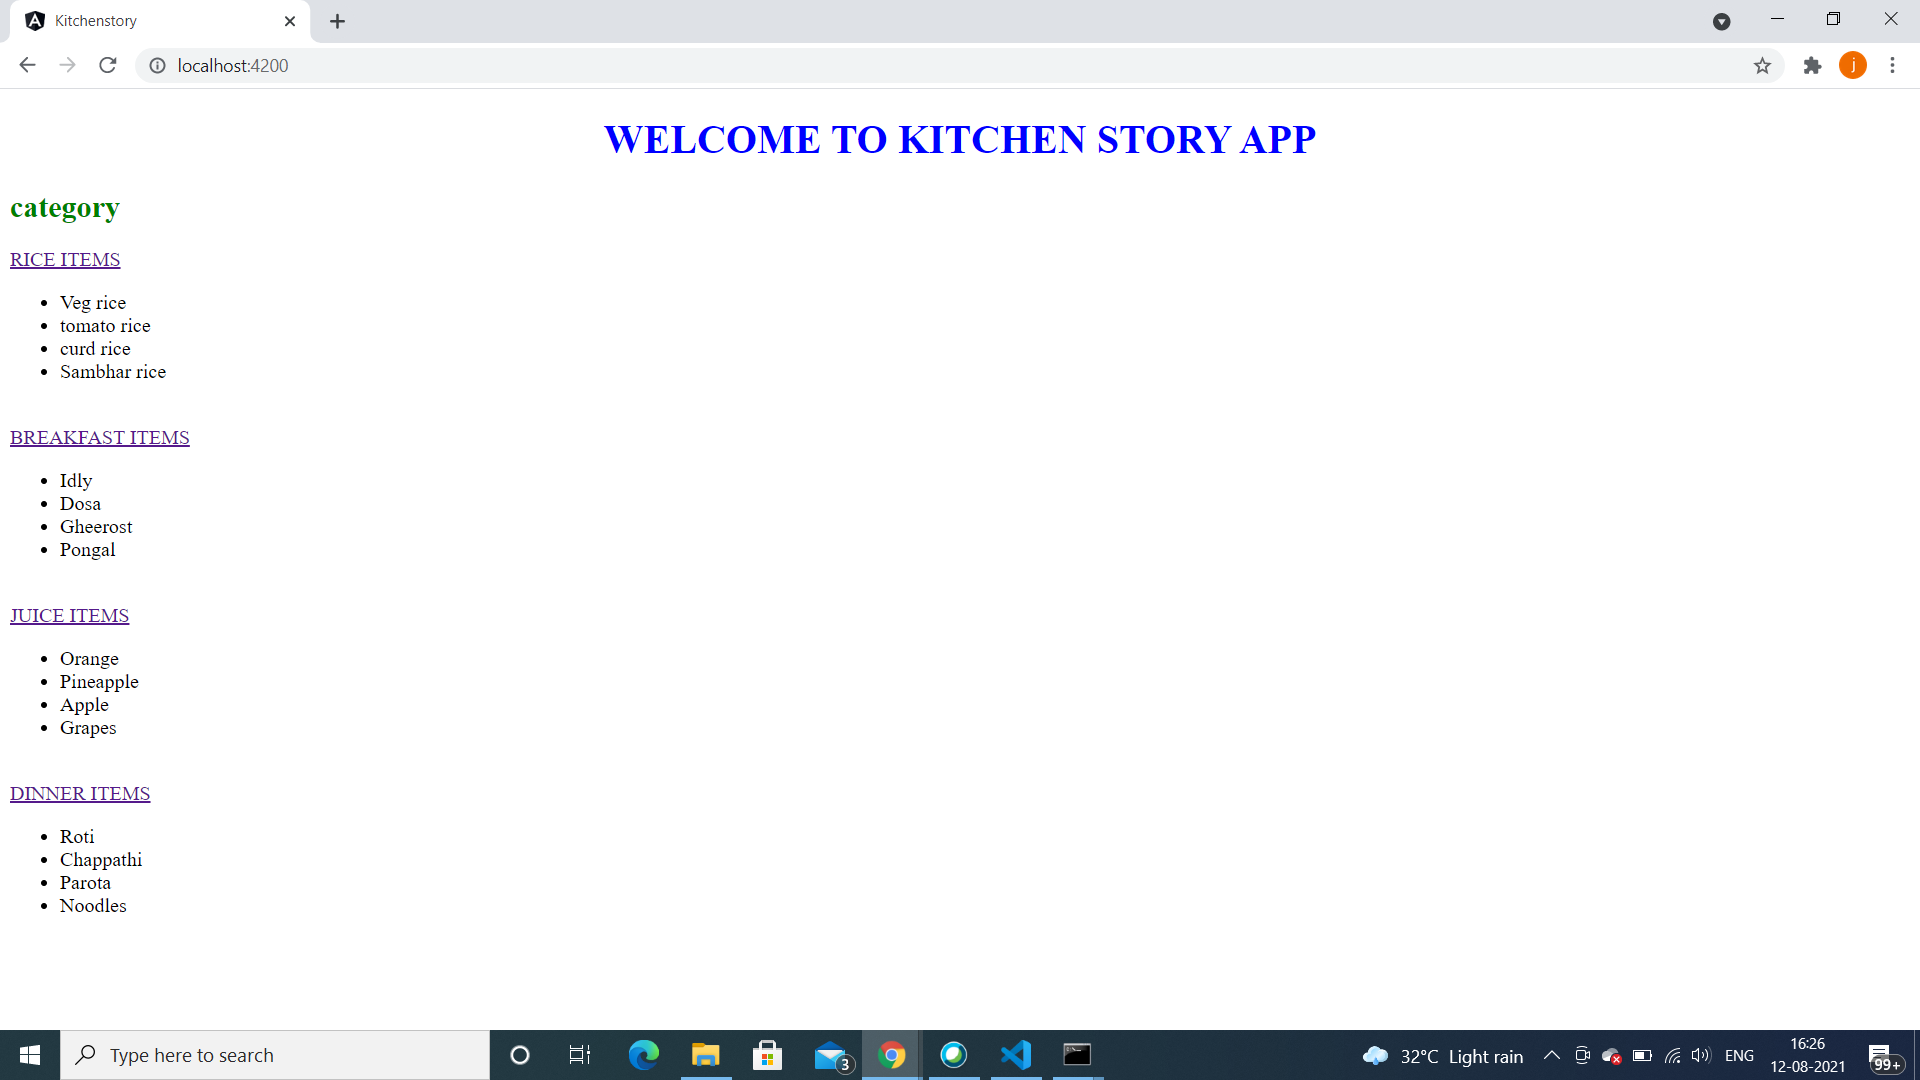 Kitchenstory
j
localhost:4200
WELCOME TO KITCHEN STORY APP
category
RICE ITEMS
Veg rice
tomato rice
curd rice
Sambhar rice
BREAKFAST ITEMS
Idly
Dosa
Gheerost
Pongal
JUICE ITEMS
Orange
Pineapple
Apple
Grapes
DINNER ITEMS
Roti
Chappathi
Parota
Noodles
Type here to search
3
32°C Light rain
ENG
16:26
12-08-2021
99+